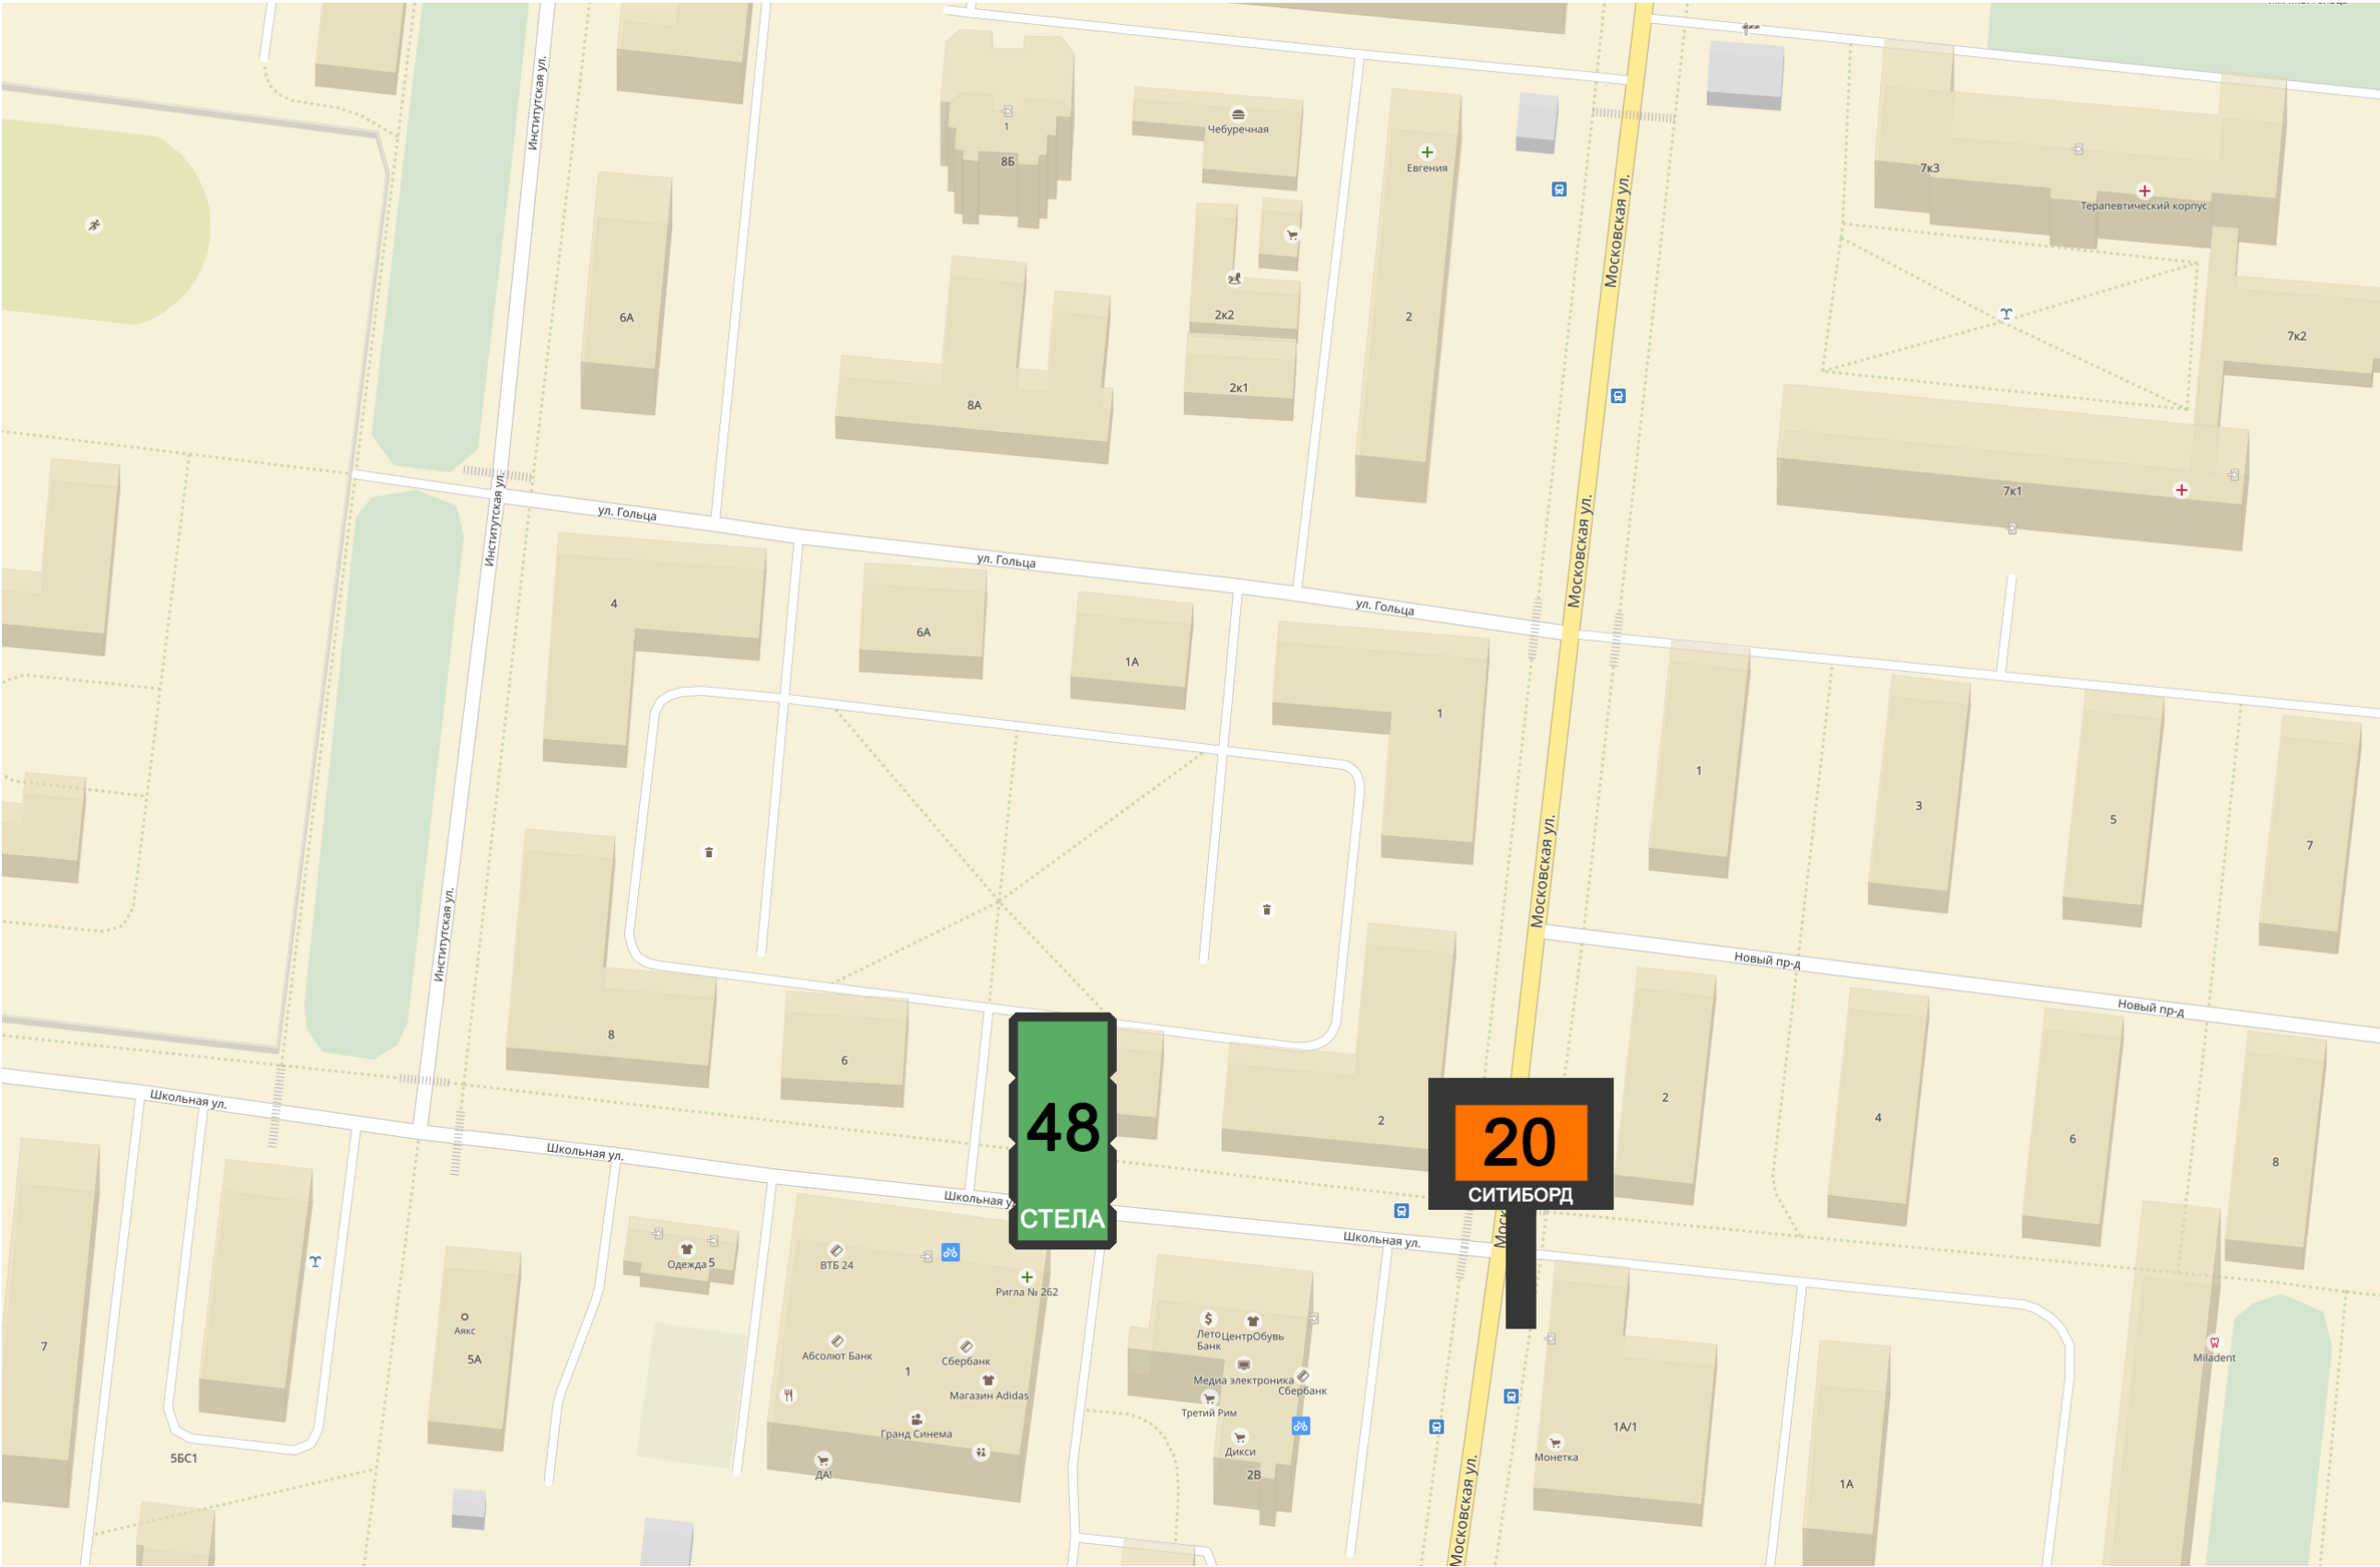 Институтская ул.
1
8Б
Чебуречная
Евгения
7к3
Терапевтический корпус
Московская ул.
6А
2к2
2
7к2
2к1
8А
7к1
Институтская ул.
ул. Гольца
ул. Гольца
ул. Гольца
Московская ул.
4
6А
1А
1
1
3
5
7
Московская ул.
Институтская ул.
Новый пр-д
Новый пр-д
8
6
48
СТЕЛА
2
20
СИТИБОРД
2
4
6
8
Школьная ул.
Школьная ул.
Школьная у
Школьная ул.
Моск
Одежда 5
ВТБ 24
Ригла № 262
Аякс
5А
7
Абсолют Банк
Сбербанк
1
Магазин Adidas
Гранд Синема
ДА!
Лето Банк
ЦентрОбувь
Медиа электроника
Сбербанк
Третий Рим
Дикси
2В
1А/1
Монетка
1А
Miladent
5БС1
Московская ул.